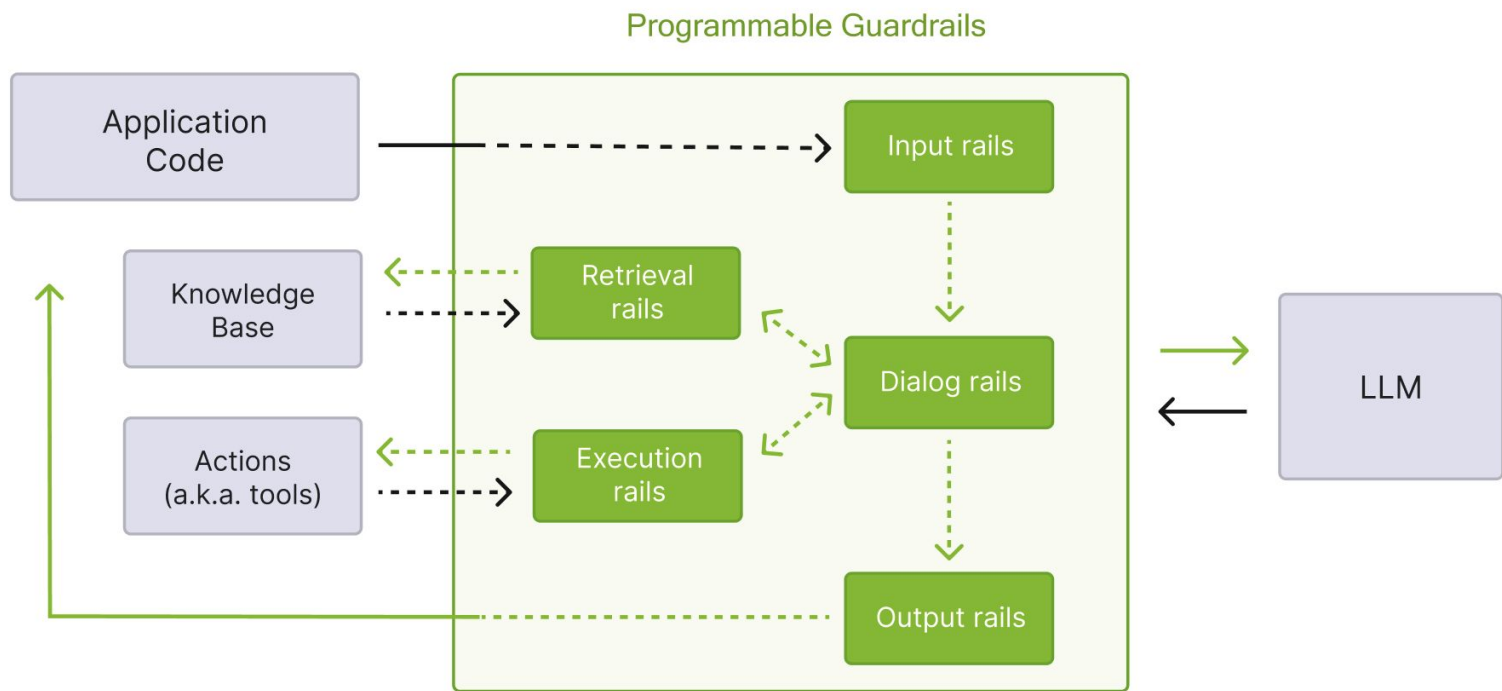 Programmable Guardrails
Application
Code
Input rails
Knowledge
Base
Retrieval
rails
Dialog rails
LLM
Actions
(a.k.a. tools)
Execution
rails
Output rails